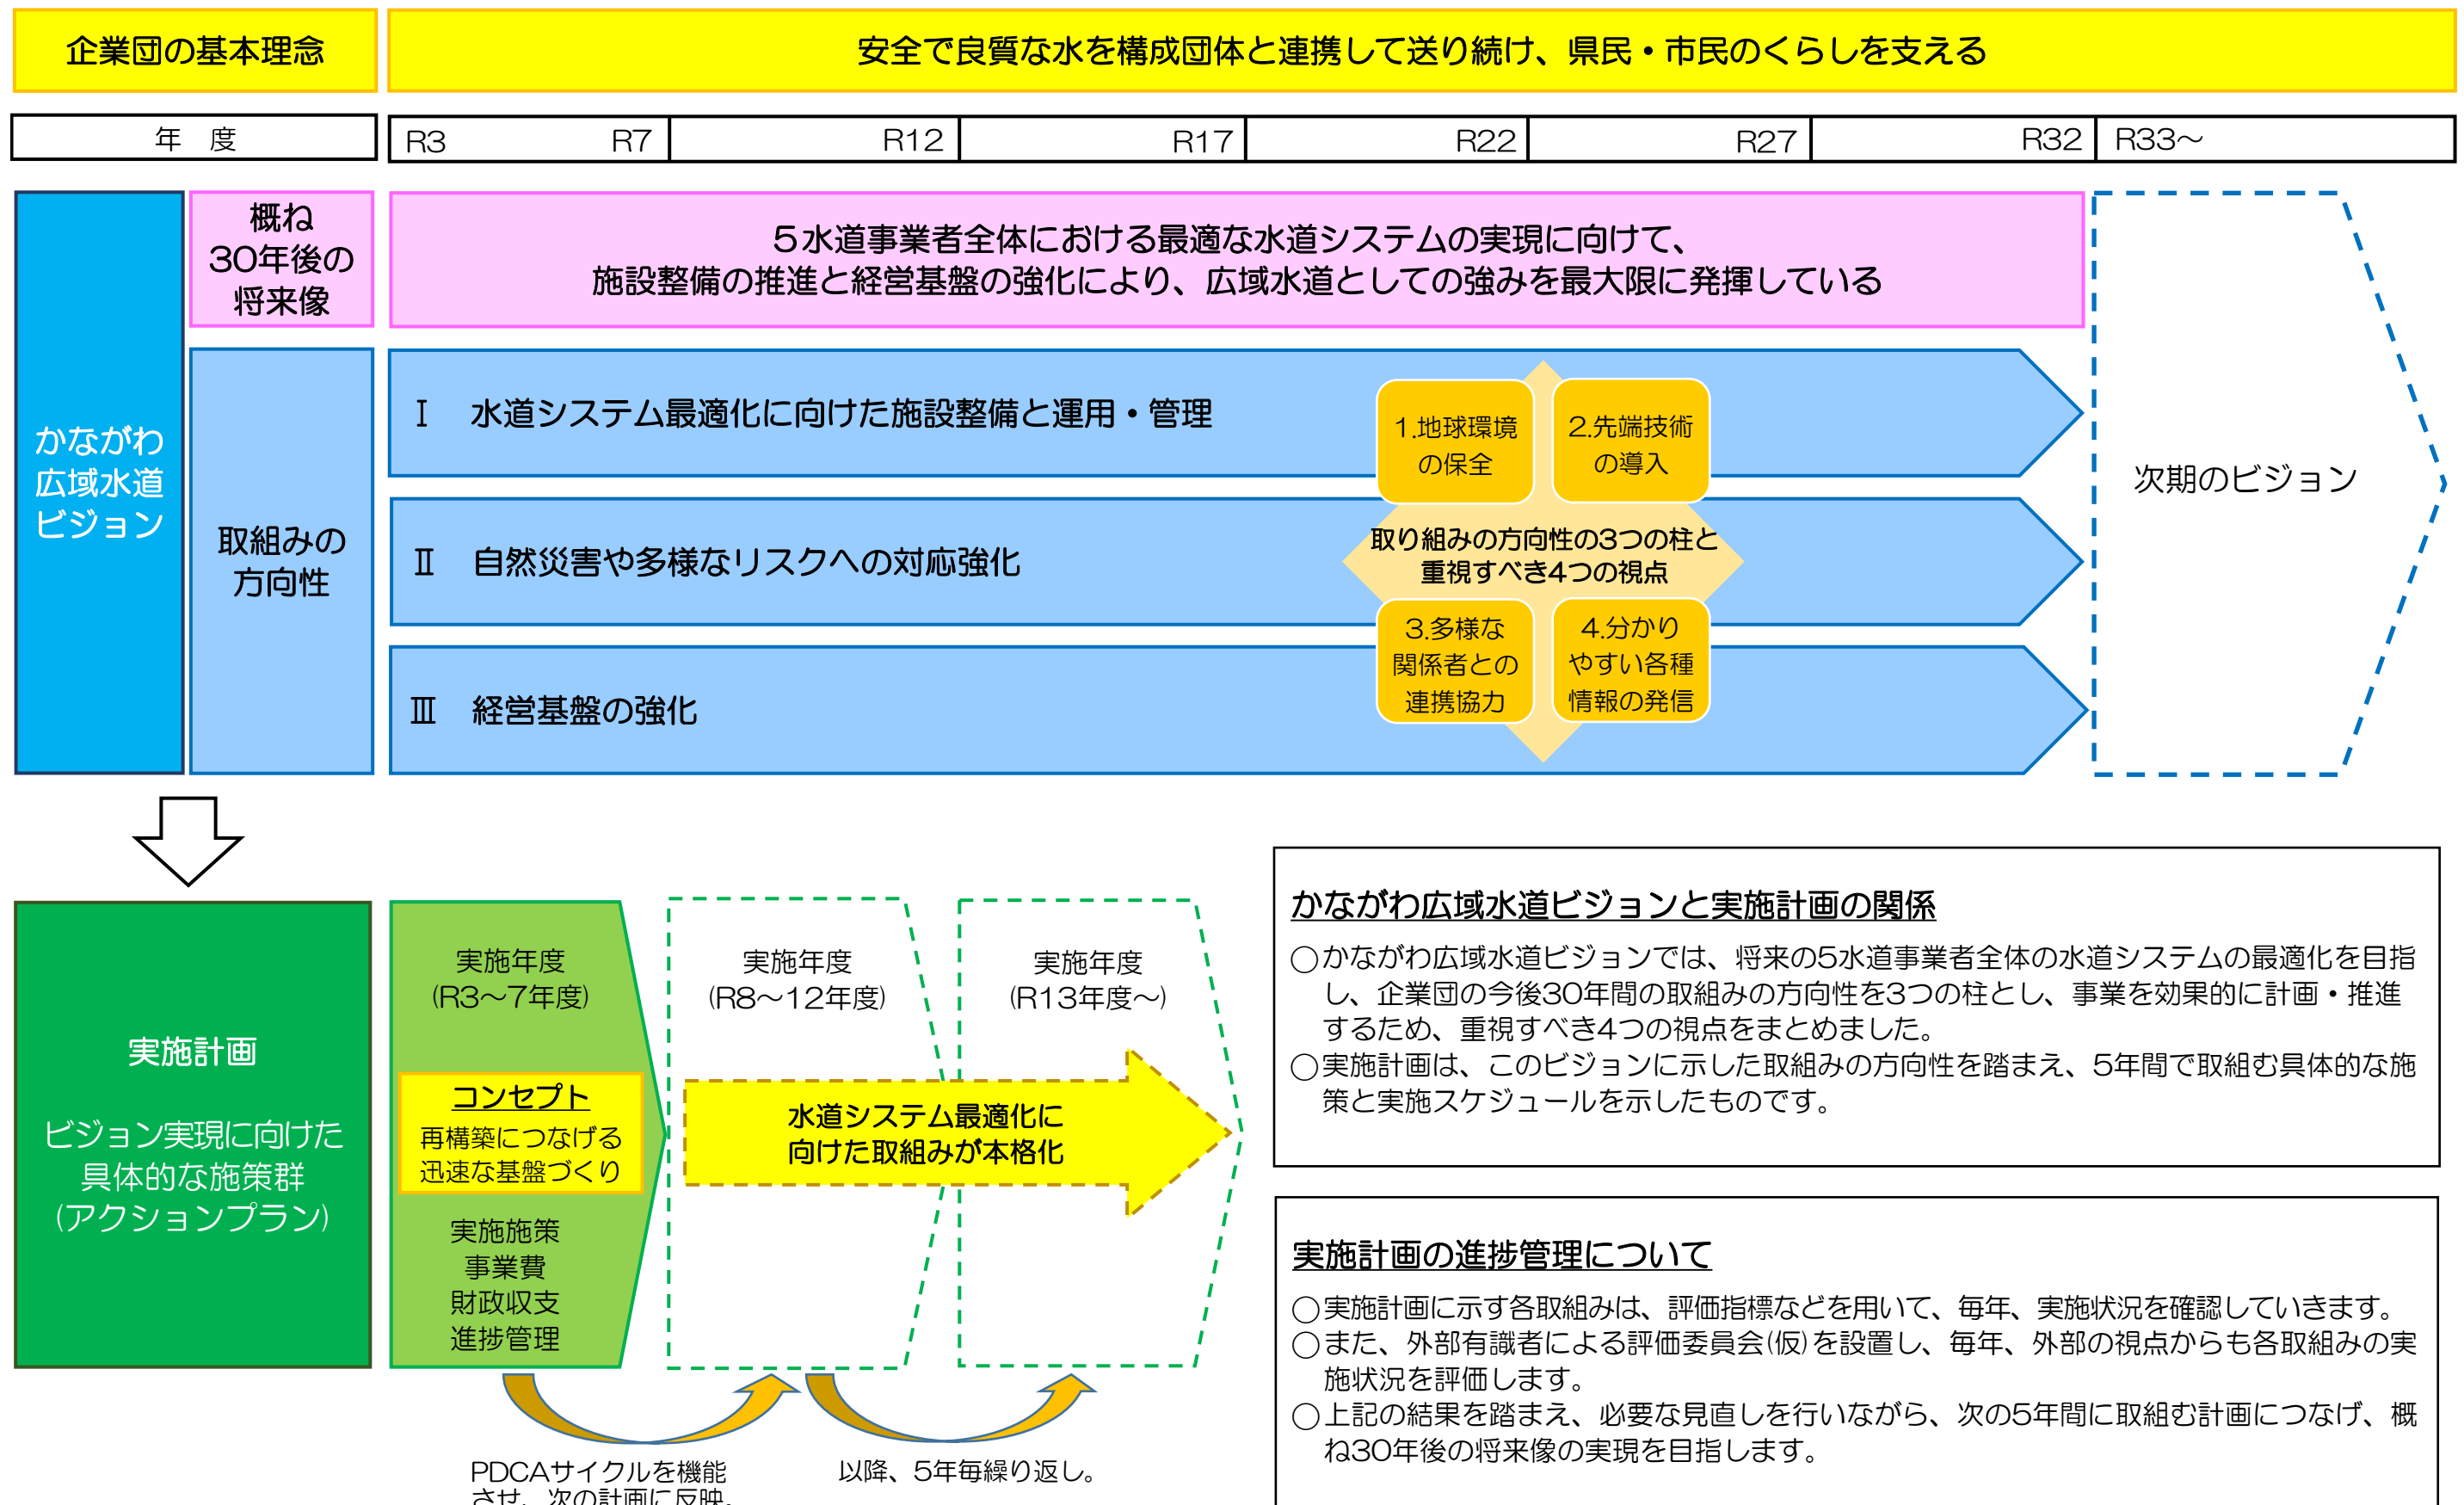 企業団の基本理念
安全で良質な水を構成団体と連携して送り続け、県民・市民のくらしを支える
年　度
R3 R7 R12 R17 R22 R27 R32 R33～
かながわ
広域水道
ビジョン
概ね
30年後の
将来像
５水道事業者全体における最適な水道システムの実現に向けて、
施設整備の推進と経営基盤の強化により、広域水道としての強みを最大限に発揮している
取組みの
方向性
Ⅰ　水道システム最適化に向けた施設整備と運用・管理
Ⅱ　自然災害や多様なリスクへの対応強化
Ⅲ　経営基盤の強化
1.地球環境
の保全
2.先端技術
の導入
取り組みの方向性の3つの柱と
重視すべき4つの視点
3.多様な
関係者との
連携協力
4.分かり
やすい各種
情報の発信
次期のビジョン
実施計画
ビジョン実現に向けた
具体的な施策群
(アクションプラン)
実施年度
(R3～7年度)
コンセプト
再構築につなげる
迅速な基盤づくり
実施施策
事業費
財政収支
進捗管理
実施年度
(R8～12年度)
実施年度
(R13年度～)
水道システム最適化に
向けた取組みが本格化
PDCAサイクルを機能
させ、次の計画に反映。
以降、5年毎繰り返し。
かながわ広域水道ビジョンと実施計画の関係
○かながわ広域水道ビジョンでは、将来の5水道事業者全体の水道システムの最適化を目指
し、企業団の今後30年間の取組みの方向性を3つの柱とし、事業を効果的に計画・推進
するため、重視すべき4つの視点をまとめました。
○実施計画は、このビジョンに示した取組みの方向性を踏まえ、5年間で取組む具体的な施
策と実施スケジュールを示したものです。
実施計画の進捗管理について
○実施計画に示す各取組みは、評価指標などを用いて、毎年、実施状況を確認していきます。
○また、外部有識者による評価委員会(仮)を設置し、毎年、外部の視点からも各取組みの実
施状況を評価します。
○上記の結果を踏まえ、必要な見直しを行いながら、次の5年間に取組む計画につなげ、概
ね30年後の将来像の実現を目指します。